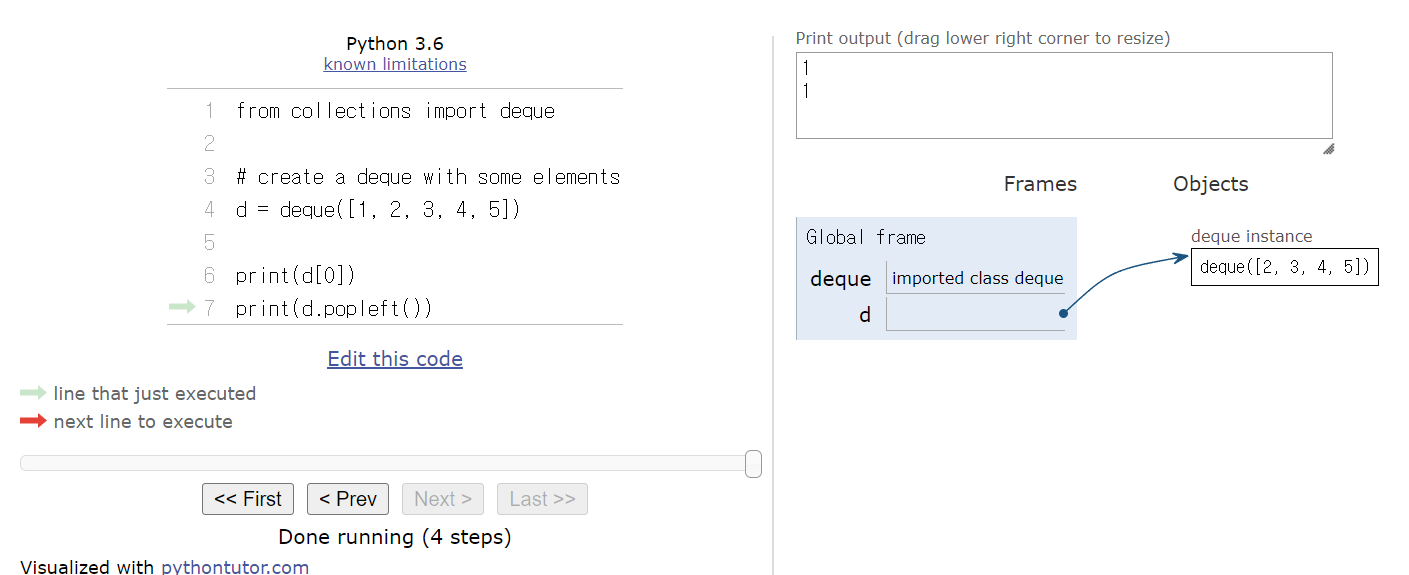 Python 3.6
known limitations
1 from collections import deque
2
3 # create a deque with some elements
4 d = deque([1, 2, 3, 4, 5])
5
6 print(d[0])
7 print(d.popleft())
Edit this code
line that just executed
next line to execute
<< First < Prev Next > Last >>
Done running (4 steps)
Visualized with pythontutor.com
Print output (drag lower right corner to resize)
1
1
Frames Objects
Global frame
deque imported class deque
d
deque instance
deque([2, 3, 4, 5])